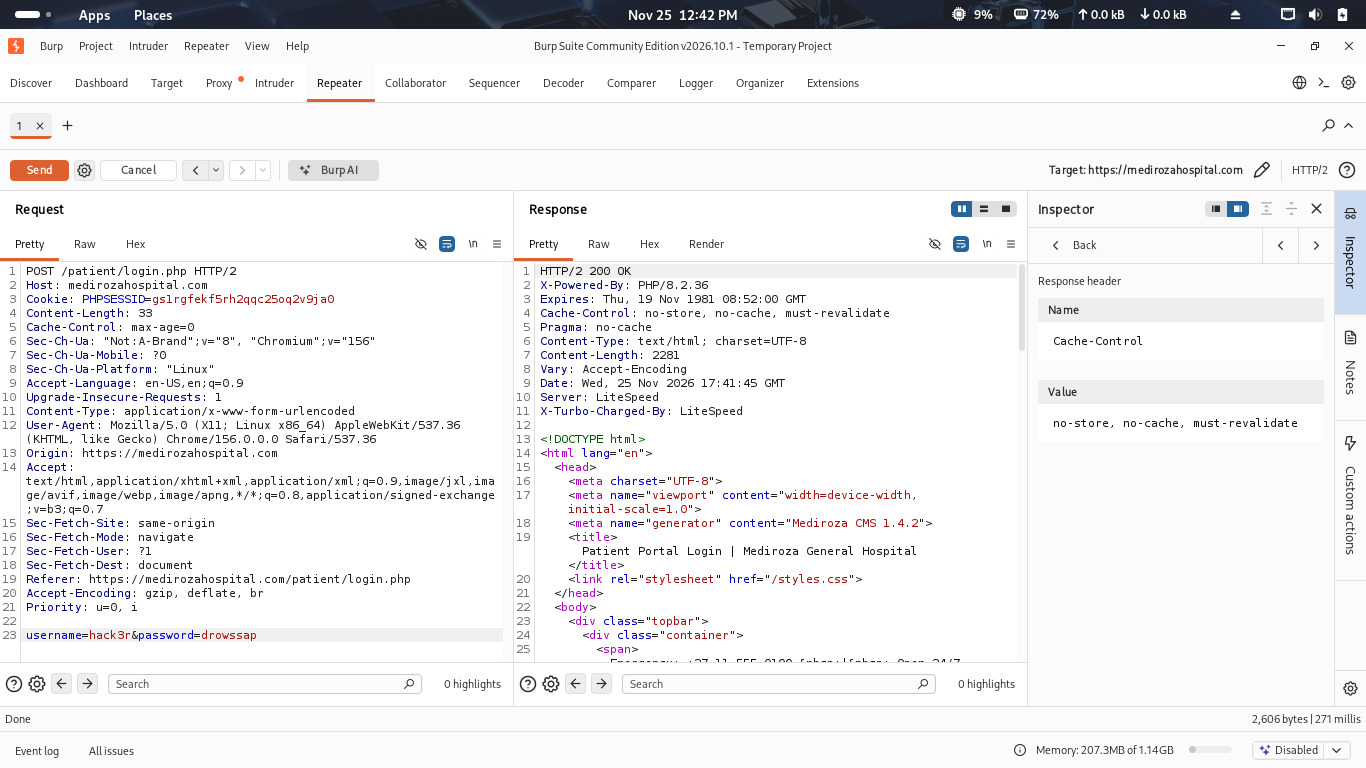 Apps Places Nov 25 12:42 PM 9% 72% 0.0 kB 0.0 kB
Burp Project Intruder Repeater View Help Burp Suite Community Edition v2026.10.1 - Temporary Project
Discover Dashboard Target Proxy Intruder Repeater Collaborator Sequencer Decoder Comparer Logger Organizer Extensions
1 × +
Send Cancel Burp AI Target: https://medirozahospital.com HTTP/2
Request
Pretty Raw Hex \n
1 POST /patient/login.php HTTP/2
2 Host: medirozahospital.com
3 Cookie: PHPSESSID=gs1rgfekf5rh2qqc25oq2v9ja0
4 Content-Length: 33
5 Cache-Control: max-age=0
6 Sec-Ch-Ua: "Not:A-Brand";v="8", "Chromium";v="156"
7 Sec-Ch-Ua-Mobile: ?0
8 Sec-Ch-Ua-Platform: "Linux"
9 Accept-Language: en-US,en;q=0.9
10 Upgrade-Insecure-Requests: 1
11 Content-Type: application/x-www-form-urlencoded
12 User-Agent: Mozilla/5.0 (X11; Linux x86_64) AppleWebKit/537.36
(KHTML, like Gecko) Chrome/156.0.0.0 Safari/537.36
13 Origin: https://medirozahospital.com
14 Accept:
text/html,application/xhtml+xml,application/xml;q=0.9,image/jxl,ima
ge/avif,image/webp,image/apng,*/*;q=0.8,application/signed-exchange
;v=b3;q=0.7
15 Sec-Fetch-Site: same-origin
16 Sec-Fetch-Mode: navigate
17 Sec-Fetch-User: ?1
18 Sec-Fetch-Dest: document
19 Referer: https://medirozahospital.com/patient/login.php
20 Accept-Encoding: gzip, deflate, br
21 Priority: u=0, i
22
23 username=hack3r&password=drowssap
Search 0 highlights
Response
Pretty Raw Hex Render \n
1 HTTP/2 200 OK
2 X-Powered-By: PHP/8.2.36
3 Expires: Thu, 19 Nov 1981 08:52:00 GMT
4 Cache-Control: no-store, no-cache, must-revalidate
5 Pragma: no-cache
6 Content-Type: text/html; charset=UTF-8
7 Content-Length: 2281
8 Vary: Accept-Encoding
9 Date: Wed, 25 Nov 2026 17:41:45 GMT
10 Server: LiteSpeed
11 X-Turbo-Charged-By: LiteSpeed
12
13 <!DOCTYPE html>
14 <html lang="en">
15 <head>
16 <meta charset="UTF-8">
17 <meta name="viewport" content="width=device-width,
initial-scale=1.0">
18 <meta name="generator" content="Mediroza CMS 1.4.2">
19 <title>
Patient Portal Login | Mediroza General Hospital
</title>
20 <link rel="stylesheet" href="/styles.css">
21 </head>
22 <body>
23 <div class="topbar">
24 <div class="container">
25 <span>
Search 0 highlights
Inspector
Back
Response header
Name
Cache-Control
Value
no-store, no-cache, must-revalidate
Inspector
Notes
Custom actions
Done 2,606 bytes | 271 millis
Event log All issues Memory: 207.3MB of 1.14GB Disabled